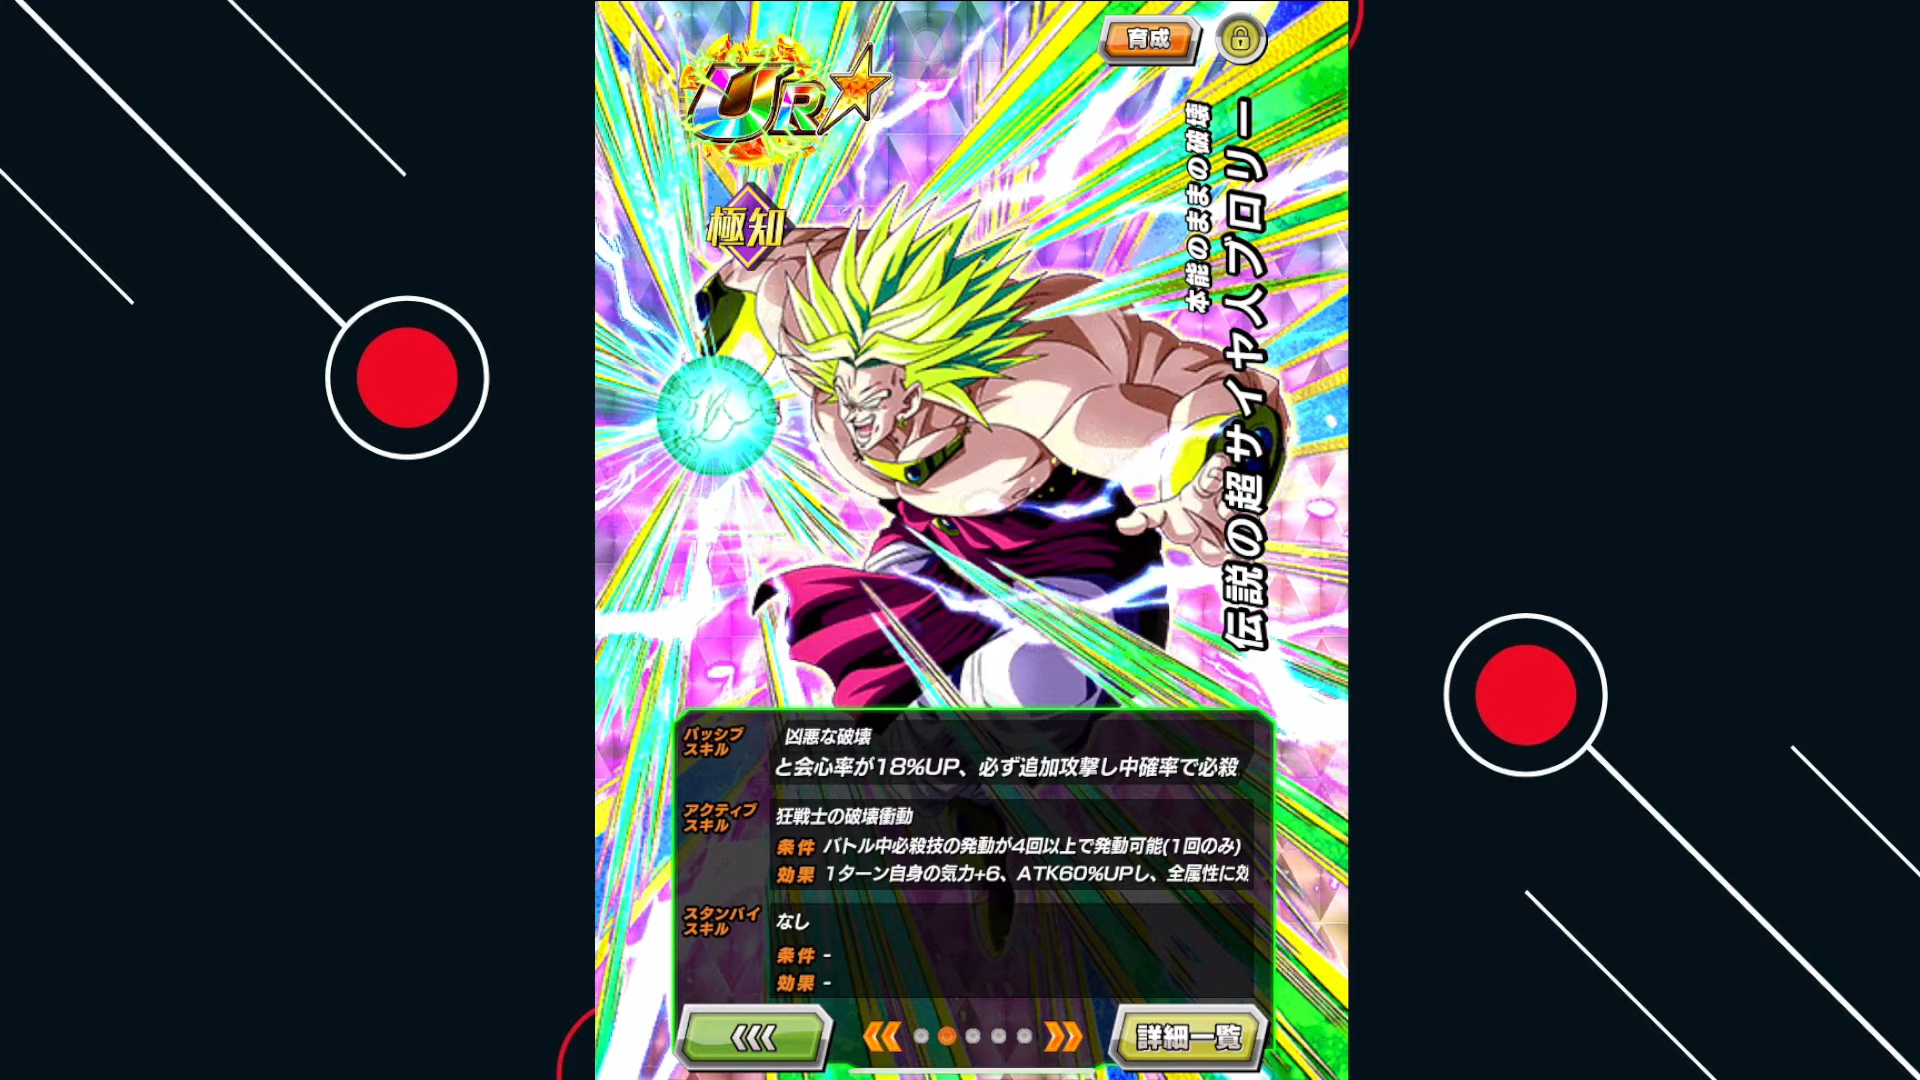 育成
UR
極知
本能のままの破壊
伝説の超サイヤ人ブロリー
パッシブ
スキル
凶悪な破壊
と会心率が18%UP、必ず追加攻撃し中確率で必殺
アクティブ
スキル
狂戦士の破壊衝動
条件 バトル中必殺技の発動が4回以上で発動可能(1回のみ)
効果 1ターン自身の気力+6、ATK60%UPし、全属性に効
スタンバイ
スキル
なし
条件 -
効果 -
詳細一覧